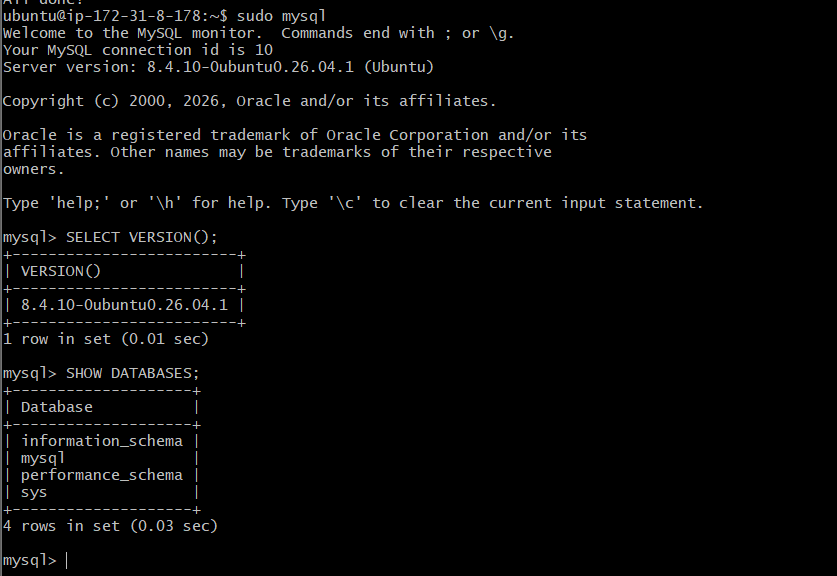 All done!
ubuntu@ip-172-31-8-178:~$ sudo mysql
Welcome to the MySQL monitor.  Commands end with ; or \g.
Your MySQL connection id is 10
Server version: 8.4.10-0ubuntu0.26.04.1 (Ubuntu)

Copyright (c) 2000, 2026, Oracle and/or its affiliates.

Oracle is a registered trademark of Oracle Corporation and/or its
affiliates. Other names may be trademarks of their respective
owners.

Type 'help;' or '\h' for help. Type '\c' to clear the current input statement.

mysql> SELECT VERSION();
+-------------------------+
| VERSION()               |
+-------------------------+
| 8.4.10-0ubuntu0.26.04.1 |
+-------------------------+
1 row in set (0.01 sec)

mysql> SHOW DATABASES;
+--------------------+
| Database           |
+--------------------+
| information_schema |
| mysql              |
| performance_schema |
| sys                |
+--------------------+
4 rows in set (0.03 sec)

mysql>